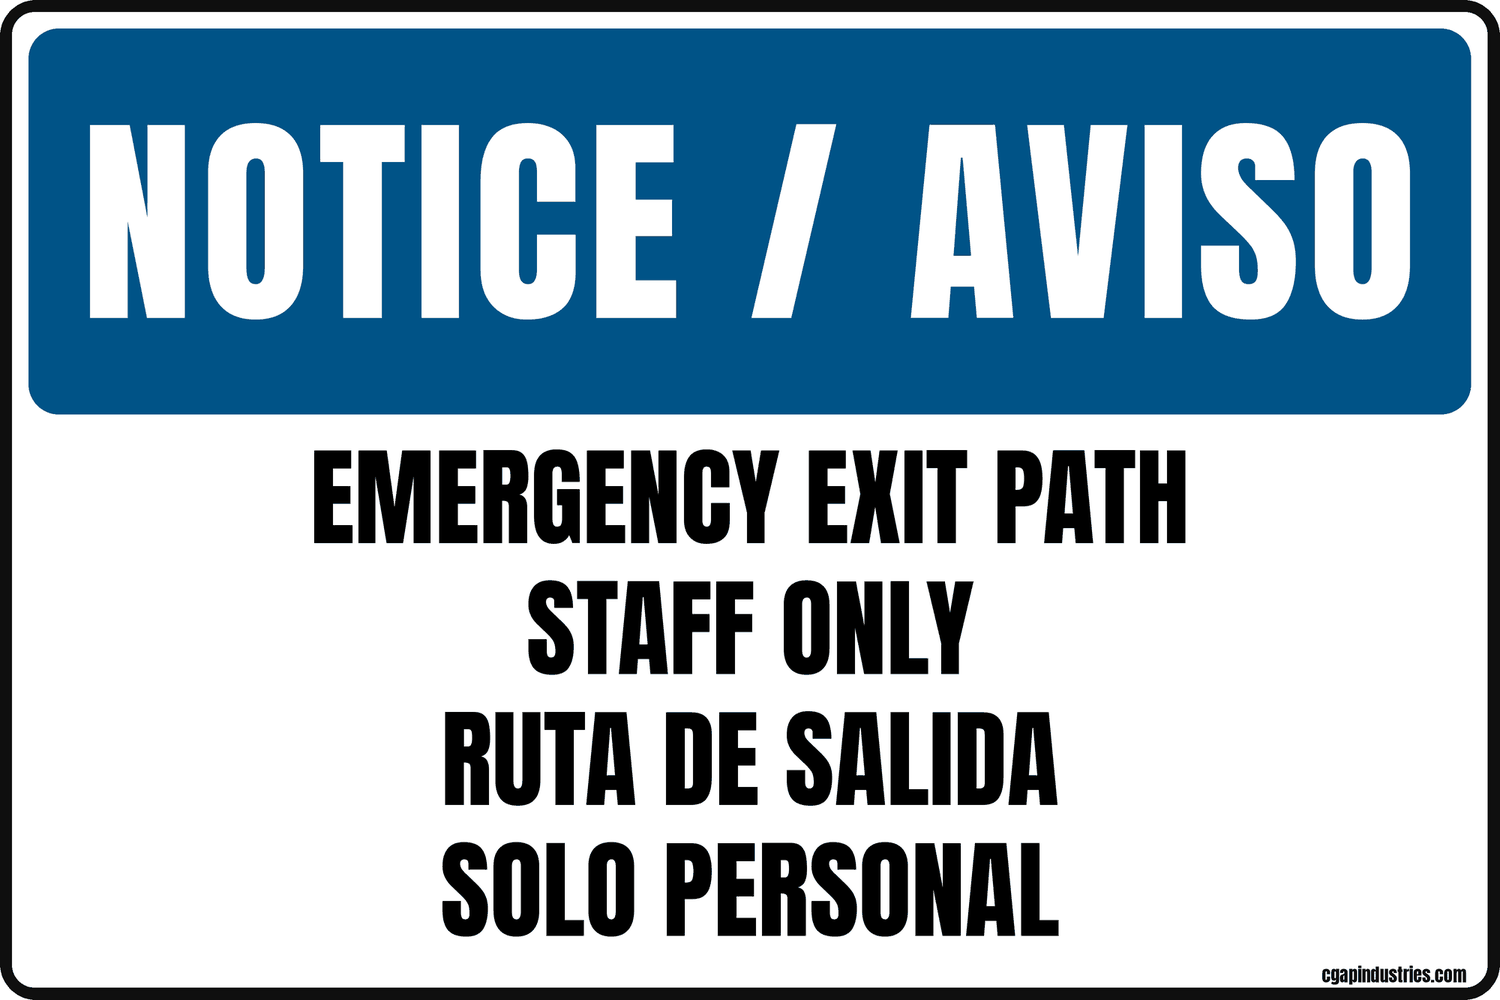 NOTICE / AVISO
EMERGENCY EXIT PATH
STAFF ONLY
RUTA DE SALIDA
SOLO PERSONAL
cgapindustries.com